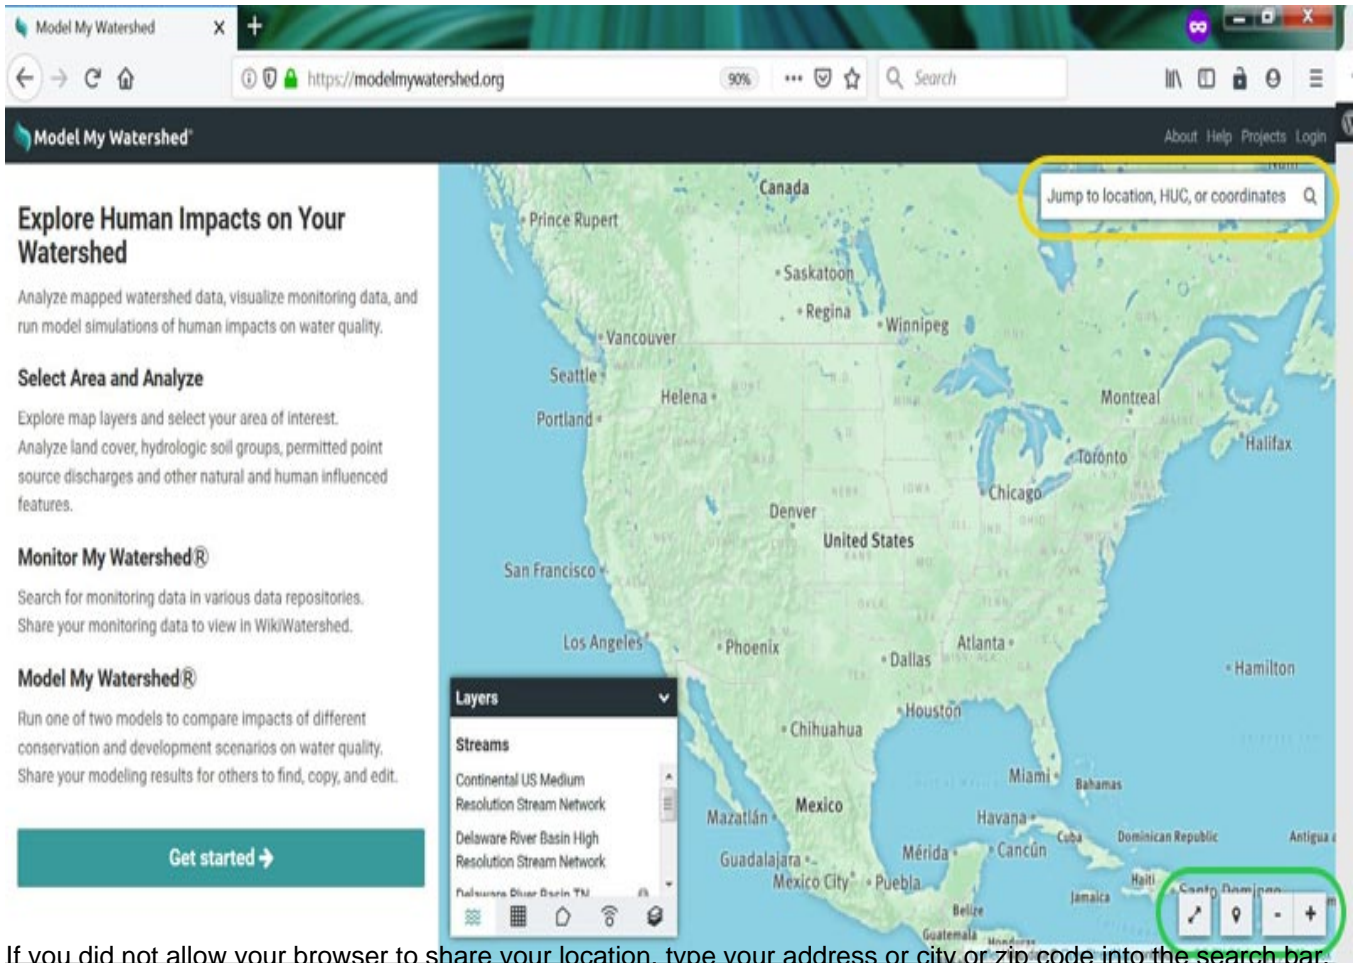 Model My Watershed X +
https://modelmywatershed.org 90% Search
Model My Watershed® About Help Projects Login
Jump to location, HUC, or coordinates
Explore Human Impacts on Your
Watershed
Analyze mapped watershed data, visualize monitoring data, and
run model simulations of human impacts on water quality.
Select Area and Analyze
Explore map layers and select your area of interest.
Analyze land cover, hydrologic soil groups, permitted point
source discharges and other natural and human influenced
features.
Monitor My Watershed®
Search for monitoring data in various data repositories.
Share your monitoring data to view in WikiWatershed.
Model My Watershed®
Run one of two models to compare impacts of different
conservation and development scenarios on water quality.
Share your modeling results for others to find, copy, and edit.
Get started
Canada
Prince Rupert
Saskatoon
Regina
Winnipeg
Vancouver
Seattle
Helena
Montreal
Portland
Halifax
Toronto
IOWA
Chicago
Denver
United States
San Francisco
Los Angeles
Phoenix
Atlanta
Dallas
Hamilton
Houston
Chihuahua
Miami
Bahamas
Mexico
Mazatlán
Havana
Cuba
Dominican Republic
Antigua
Guadalajara
Mérida
Cancún
Mexico City
Puebla
Haiti
Santo Domingo
Jamaica
Belize
Guatemala
Honduras
Layers
Streams
Continental US Medium
Resolution Stream Network
Delaware River Basin High
Resolution Stream Network
Delaware River Basin TN
- +
If you did not allow your browser to share your location, type your address or city or zip code into the search bar.